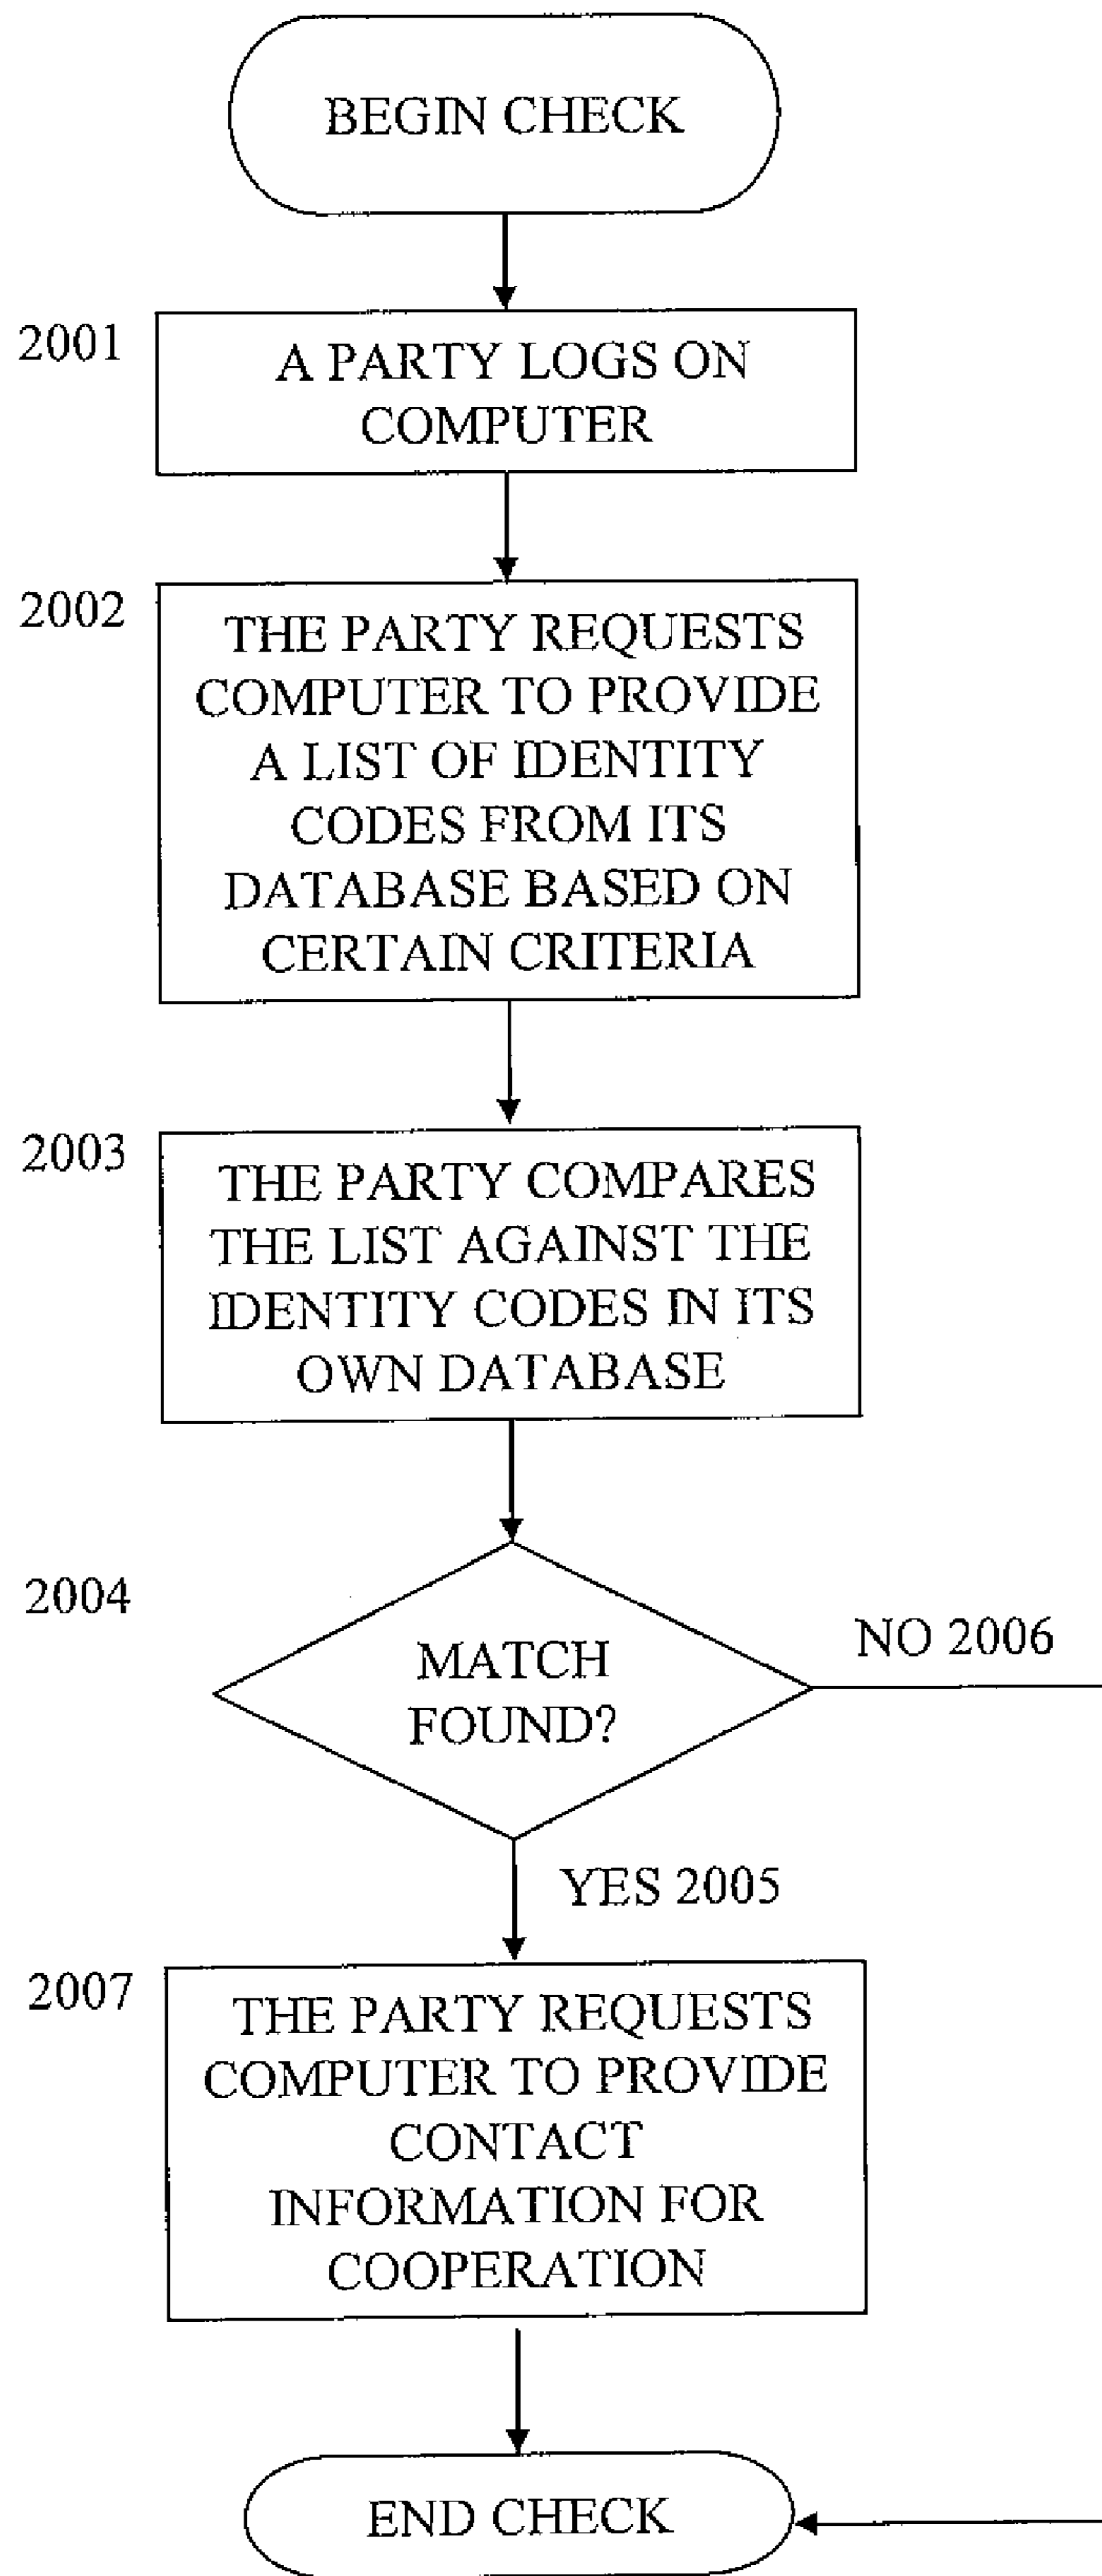 BEGIN CHECK
2001
A PARTY LOGS ON
COMPUTER
2002
THE PARTY REQUESTS
COMPUTER TO PROVIDE
A LIST OF IDENTITY
CODES FROM ITS
DATABASE BASED ON
CERTAIN CRITERIA
2003
THE PARTY COMPARES
THE LIST AGAINST THE
IDENTITY CODES IN ITS
OWN DATABASE
2004
MATCH
FOUND?
NO 2006
YES 2005
2007
THE PARTY REQUESTS
COMPUTER TO PROVIDE
CONTACT
INFORMATION FOR
COOPERATION
END CHECK